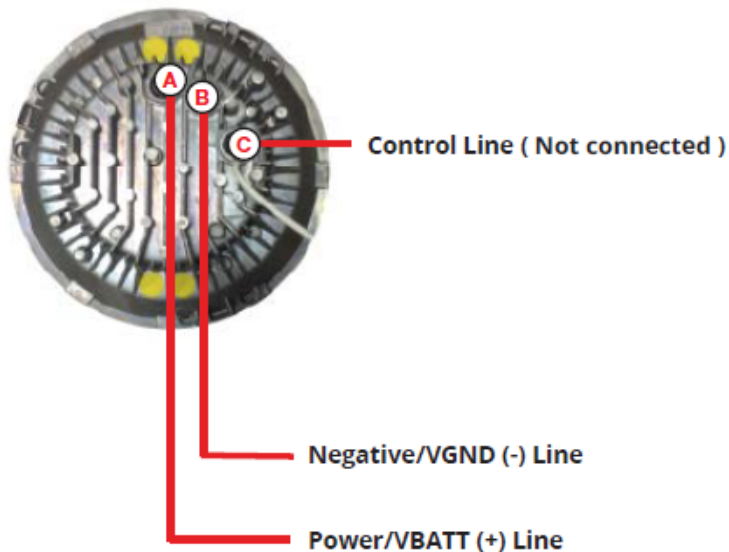 A
B
C
Control Line ( Not connected )
Negative/VGND (-) Line
Power/VBATT (+) Line